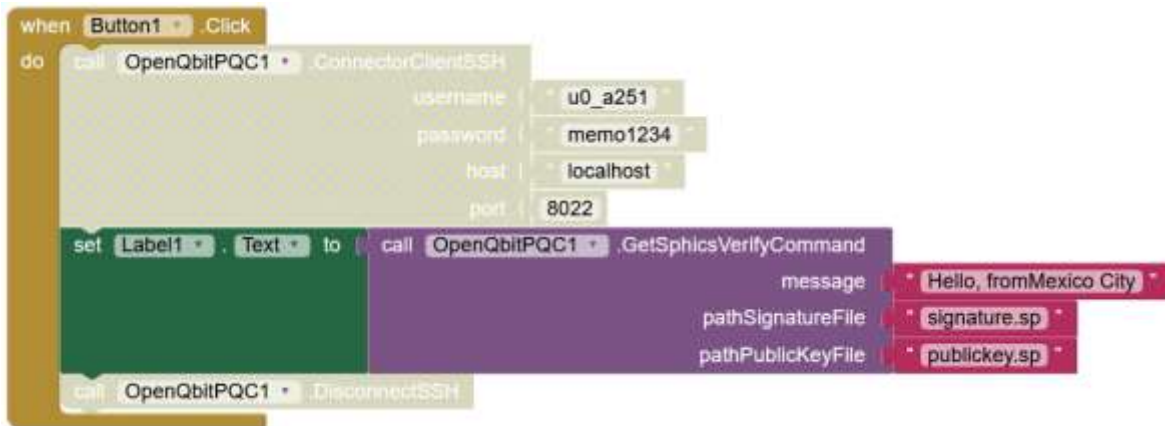 when Button1 .Click
do call OpenQbitPQC1 .ConnectorClientSSH
username " u0_a251 "
password " memo1234 "
host " localhost "
port 8022
set Label1 . Text to call OpenQbitPQC1 .GetSphicsVerifyCommand
message " Hello, fromMexico City "
pathSignatureFile " signature.sp "
pathPublicKeyFile " publickey.sp "
call OpenQbitPQC1 .DisconnectSSH